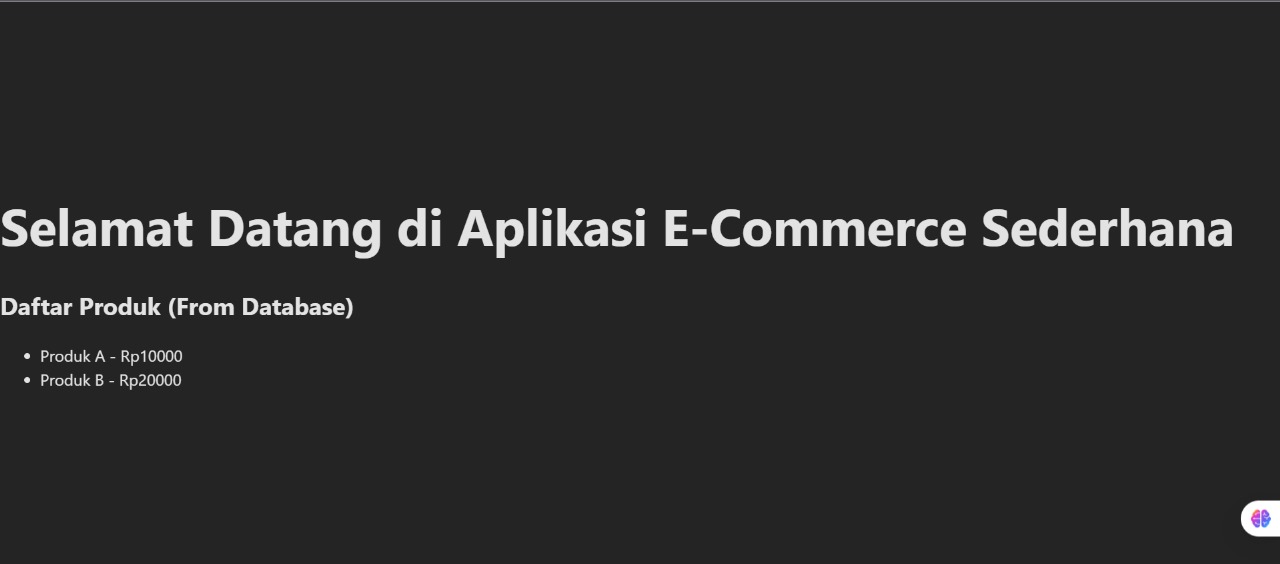 Selamat Datang di Aplikasi E-Commerce Sederhana
Daftar Produk (From Database)
Produk A - Rp10000
Produk B - Rp20000